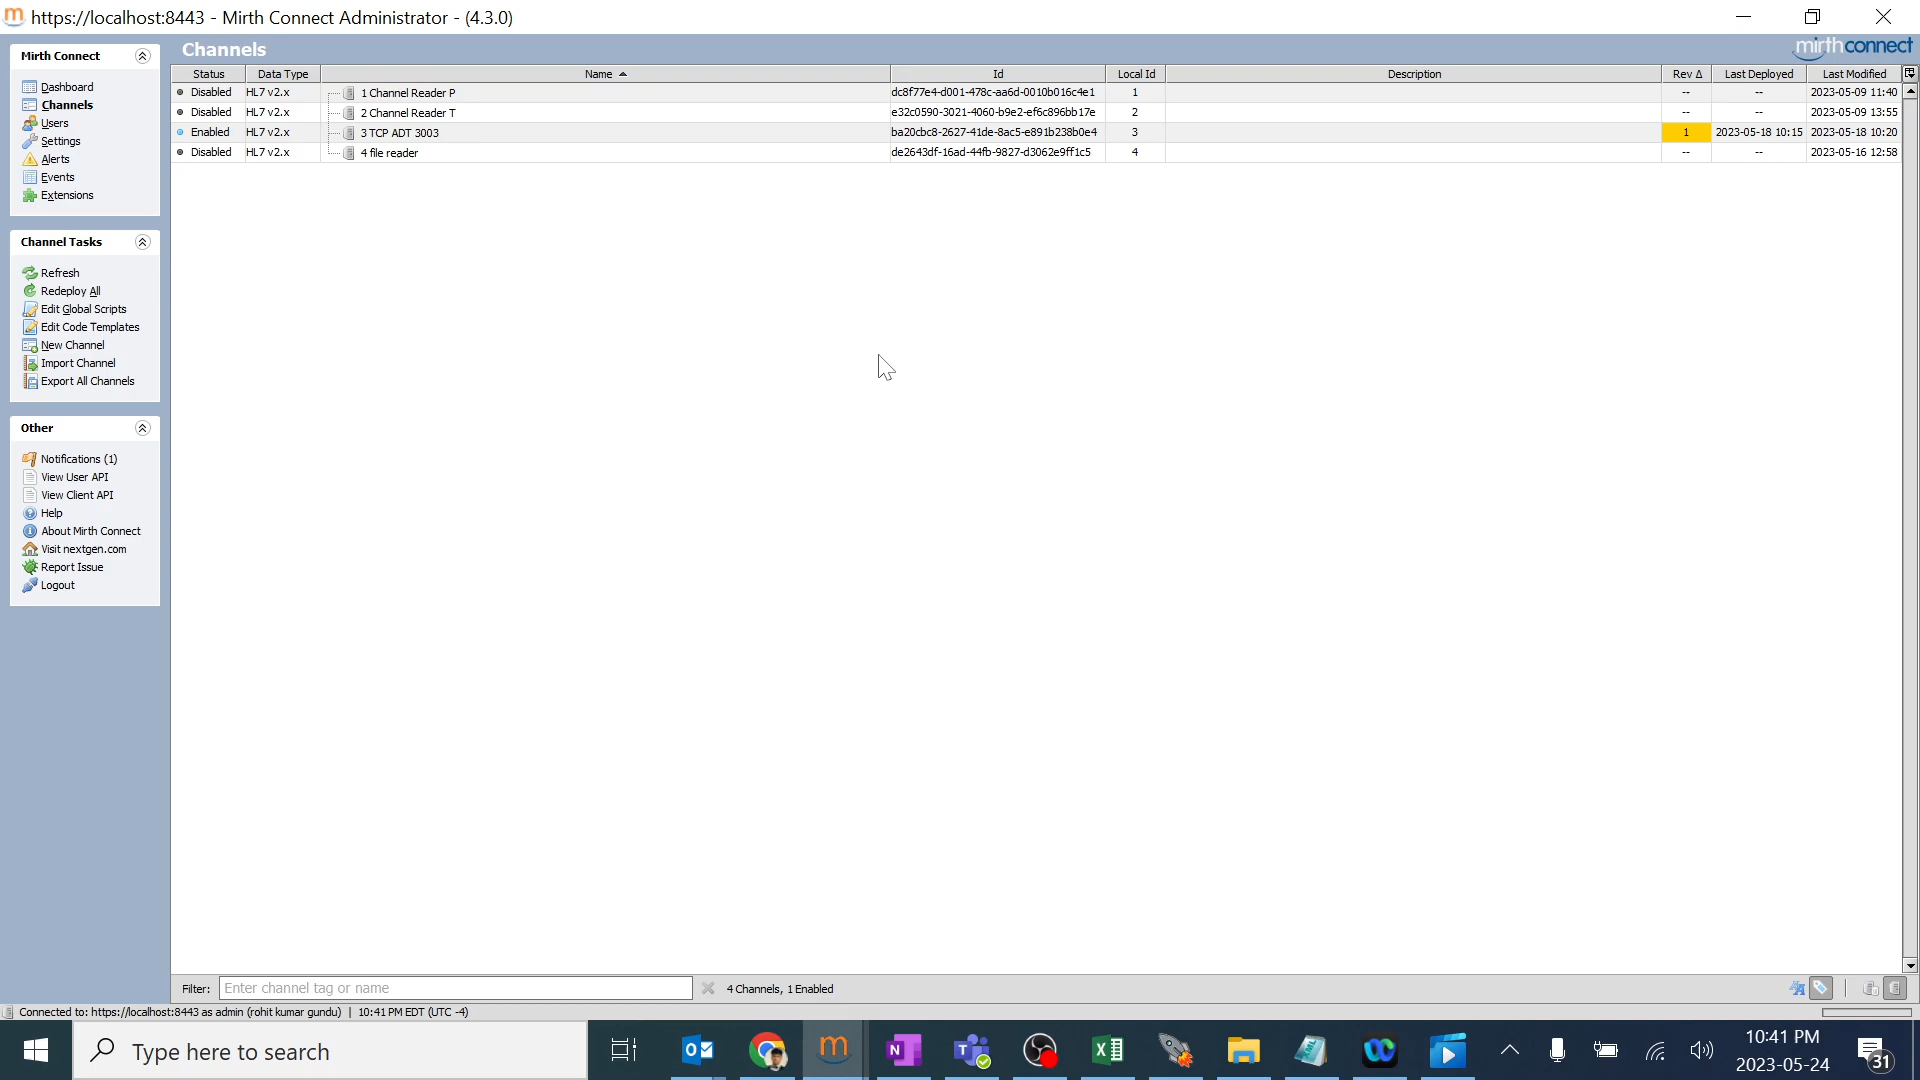 https://localhost:8443 - Mirth Connect Administrator - (4.3.0)
Mirth Connect
Dashboard
Channels
Users
Settings
Alerts
Events
Extensions
Channel Tasks
Refresh
Redeploy All
Edit Global Scripts
Edit Code Templates
New Channel
Import Channel
Export All Channels
Other
Notifications (1)
View User API
View Client API
Help
About Mirth Connect
Visit nextgen.com
Report Issue
Logout
Channels
mirthconnect
Status Data Type Name Id Local Id Description Rev Δ Last Deployed Last Modified
Disabled HL7 v2.x 1 Channel Reader P dc8f77e4-d001-478c-aa6d-0010b016c4e1 1 -- -- 2023-05-09 11:40
Disabled HL7 v2.x 2 Channel Reader T e32c0590-3021-4060-b9e2-ef6c896bb17e 2 -- -- 2023-05-09 13:55
Enabled HL7 v2.x 3 TCP ADT 3003 ba20cbc8-2627-41de-8ac5-e891b238b0e4 3 1 2023-05-18 10:15 2023-05-18 10:20
Disabled HL7 v2.x 4 file reader de2643df-16ad-44fb-9827-d3062e9ff1c5 4 -- -- 2023-05-16 12:58
Filter: Enter channel tag or name 4 Channels, 1 Enabled
Connected to: https://localhost:8443 as admin (rohit kumar gundu) | 10:41 PM EDT (UTC -4)
Type here to search
10:41 PM
2023-05-24
31